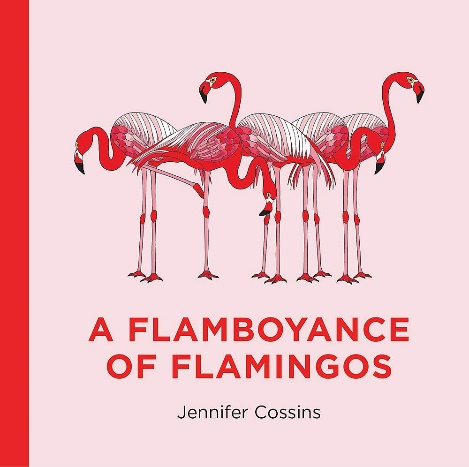 A FLAMBOYANCE
OF FLAMINGOS
Jennifer Cossins